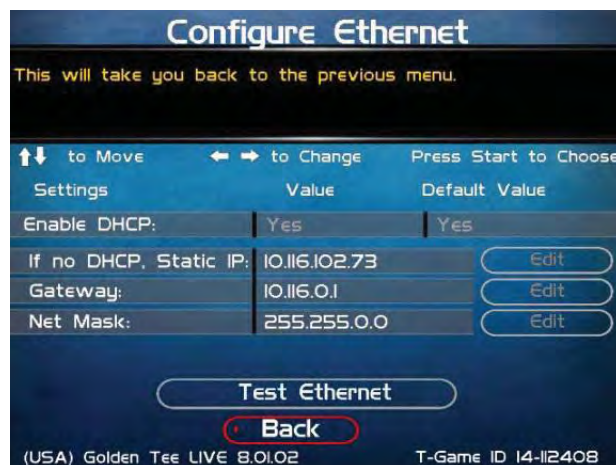 Configure Ethernet
This will take you back to the previous menu.
to Move to Change Press Start to Choose
Settings Value Default Value
Enable DHCP: Yes Yes
If no DHCP, Static IP: 10.116.102.73 Edit
Gateway: 10.116.0.1 Edit
Net Mask: 255.255.0.0 Edit
Test Ethernet
Back
(USA) Golden Tee LIVE 8.01.02 T-Game ID 14-112408